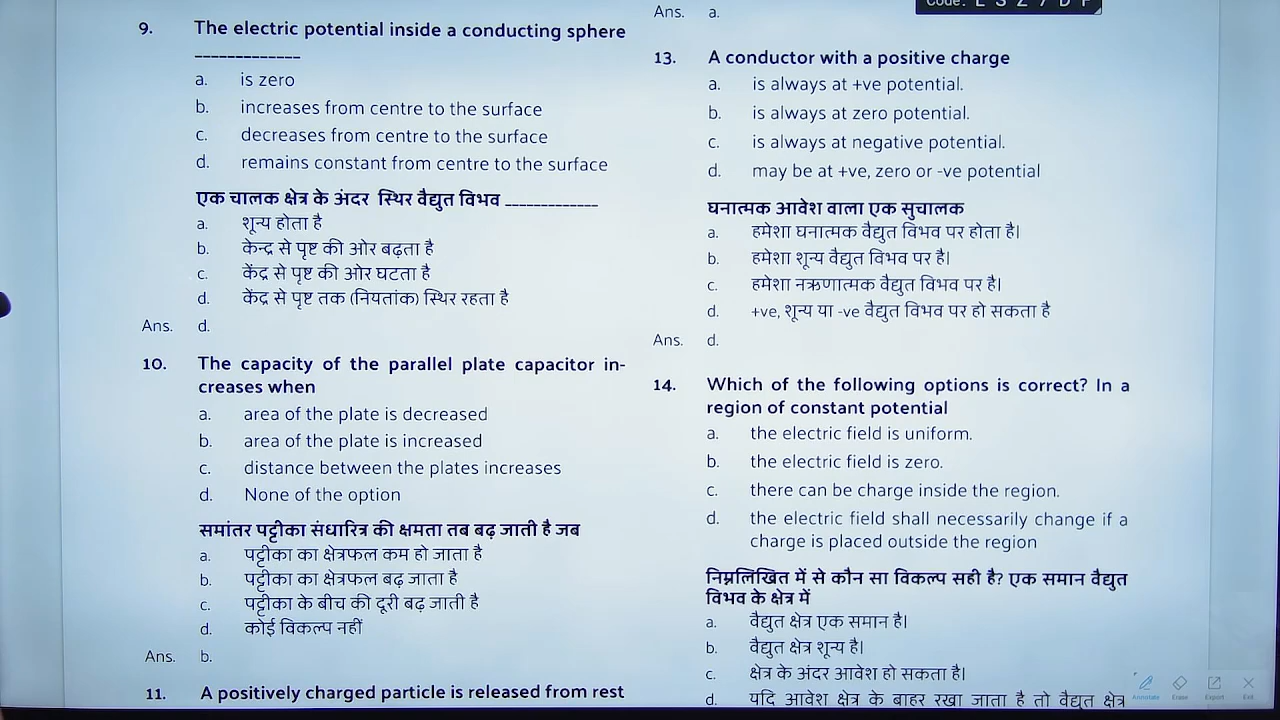 9. The electric potential inside a conducting sphere
_____________
a. is zero
b. increases from centre to the surface
c. decreases from centre to the surface
d. remains constant from centre to the surface
एक चालक क्षेत्र के अंदर स्थिर वैद्युत विभव _____________
a. शून्य होता है
b. केन्द्र से पृष्ट की ओर बढ़ता है
c. केंद्र से पृष्ट की ओर घटता है
d. केंद्र से पृष्ट तक (नियतांक) स्थिर रहता है
Ans. d.
10. The capacity of the parallel plate capacitor in-
creases when
a. area of the plate is decreased
b. area of the plate is increased
c. distance between the plates increases
d. None of the option
समांतर पट्टीका संधारित्र की क्षमता तब बढ़ जाती है जब
a. पट्टीका का क्षेत्रफल कम हो जाता है
b. पट्टीका का क्षेत्रफल बढ़ जाता है
c. पट्टीका के बीच की दूरी बढ़ जाती है
d. कोई विकल्प नहीं
Ans. b.
11. A positively charged particle is released from rest
Ans. a.
13. A conductor with a positive charge
a. is always at +ve potential.
b. is always at zero potential.
c. is always at negative potential.
d. may be at +ve, zero or -ve potential
घनात्मक आवेश वाला एक सुचालक
a. हमेशा घनात्मक वैद्युत विभव पर होता है।
b. हमेशा शून्य वैद्युत विभव पर है।
c. हमेशा नऋणात्मक वैद्युत विभव पर है।
d. +ve, शून्य या -ve वैद्युत विभव पर हो सकता है
Ans. d.
14. Which of the following options is correct? In a
region of constant potential
a. the electric field is uniform.
b. the electric field is zero.
c. there can be charge inside the region.
d. the electric field shall necessarily change if a
charge is placed outside the region
निम्नलिखित में से कौन सा विकल्प सही है? एक समान वैद्युत
विभव के क्षेत्र में
a. वैद्युत क्षेत्र एक समान है।
b. वैद्युत क्षेत्र शून्य है।
c. क्षेत्र के अंदर आवेश हो सकता है।
d. यदि आवेश क्षेत्र के बाहर रखा जाता है तो वैद्युत क्षेत्र
Annotate Erase Export Exit